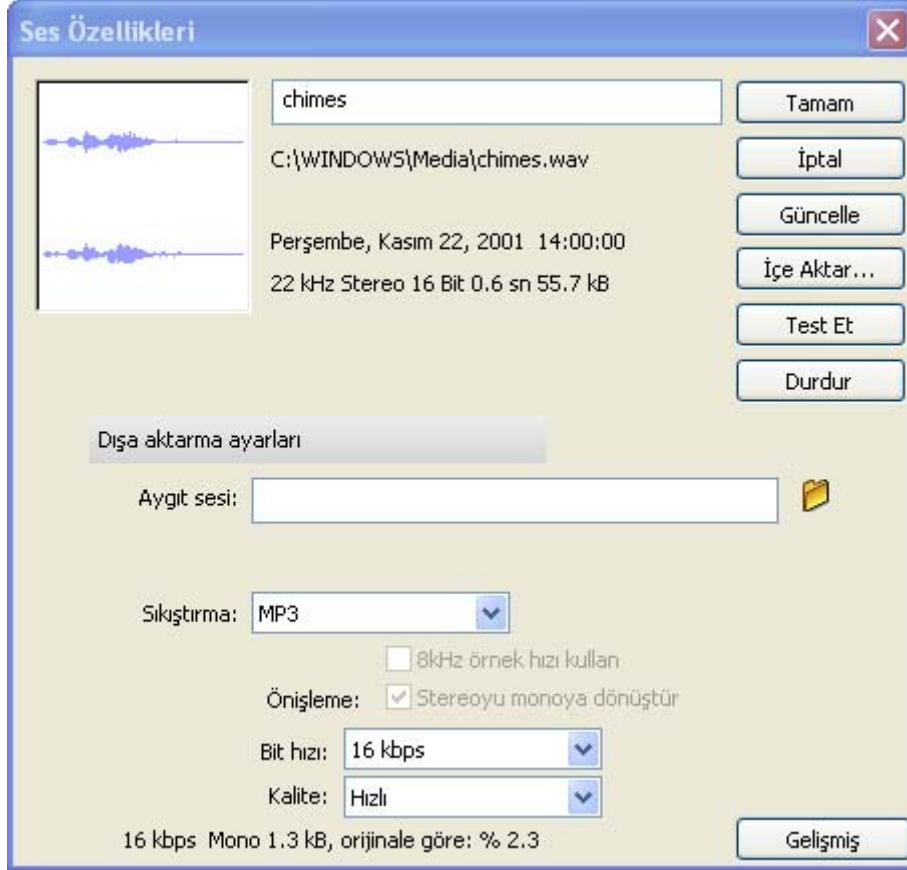 Ses Özellikleri
chimes
Tamam
C:\WINDOWS\Media\chimes.wav
İptal
Güncelle
Perşembe, Kasım 22, 2001 14:00:00
İçe Aktar...
22 kHz Stereo 16 Bit 0.6 sn 55.7 kB
Test Et
Durdur
Dışa aktarma ayarları
Aygıt sesi:
Sıkıştırma: MP3
8kHz örnek hızı kullan
Önişleme: Stereoyu monoya dönüştür
Bit hızı: 16 kbps
Kalite: Hızlı
16 kbps Mono 1.3 kB, orijinale göre: % 2.3
Gelişmiş